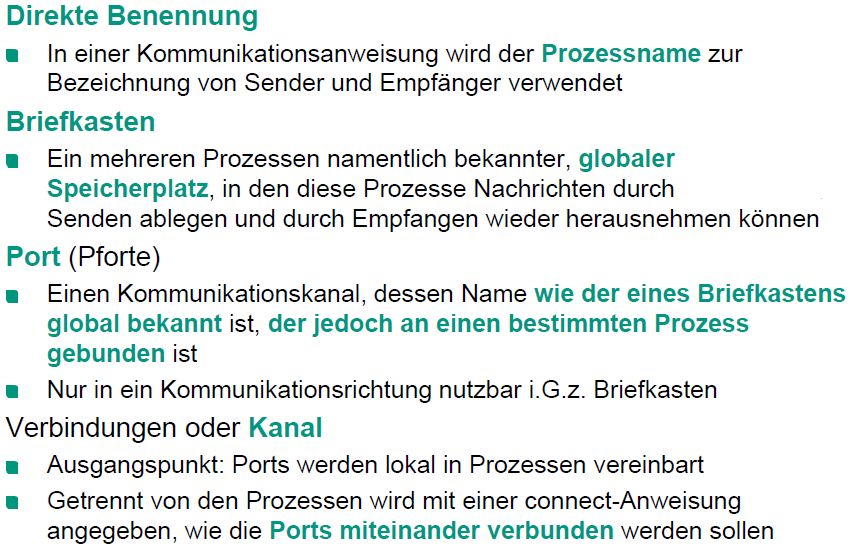 Direkte Benennung
In einer Kommunikationsanweisung wird der Prozessname zur
Bezeichnung von Sender und Empfänger verwendet
Briefkasten
Ein mehreren Prozessen namentlich bekannter, globaler
Speicherplatz, in den diese Prozesse Nachrichten durch
Senden ablegen und durch Empfangen wieder herausnehmen können
Port (Pforte)
Einen Kommunikationskanal, dessen Name wie der eines Briefkastens
global bekannt ist, der jedoch an einen bestimmten Prozess
gebunden ist
Nur in ein Kommunikationsrichtung nutzbar i.G.z. Briefkasten
Verbindungen oder Kanal
Ausgangspunkt: Ports werden lokal in Prozessen vereinbart
Getrennt von den Prozessen wird mit einer connect-Anweisung
angegeben, wie die Ports miteinander verbunden werden sollen